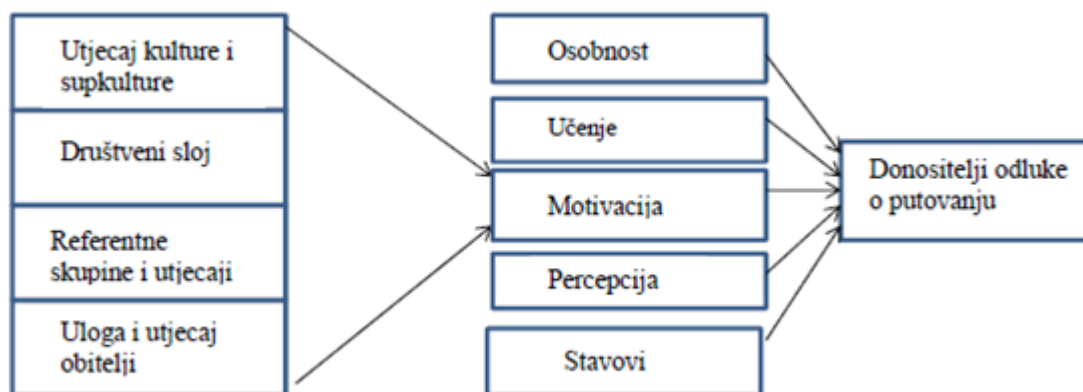 Utjecaj kulture i
supkulture
Društveni sloj
Referentne
skupine i utjecaji
Uloga i utjecaj
obitelji
Osobnost
Učenje
Motivacija
Percepcija
Stavovi
Donositelji odluke
o putovanju